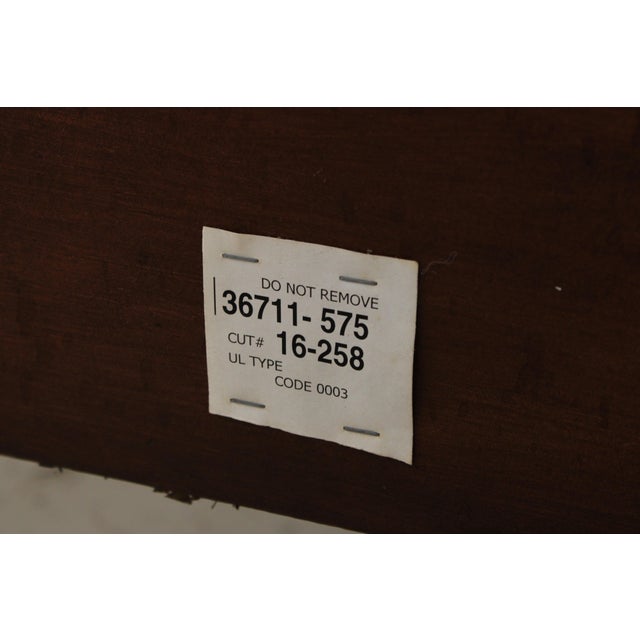 DO NOT REMOVE
36711- 575
CUT# 16-258
UL TYPE
CODE 0003